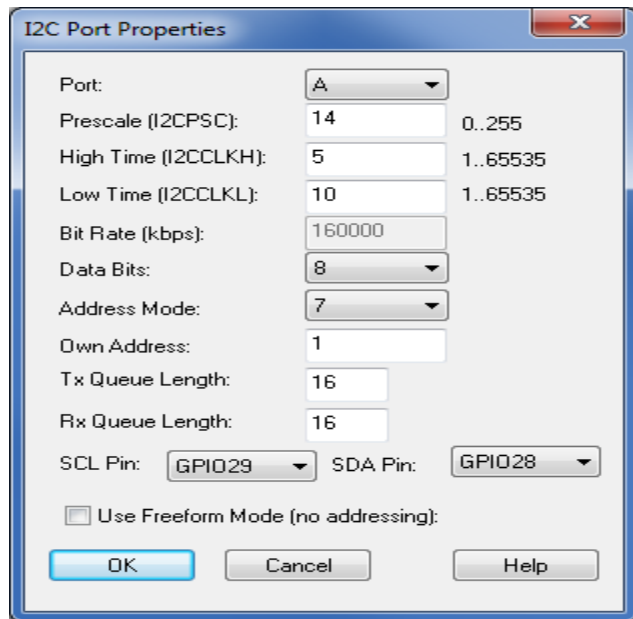 I2C Port Properties
Port: A
Prescale (I2CPSC): 14 0..255
High Time (I2CCLKH): 5 1..65535
Low Time (I2CCLKL): 10 1..65535
Bit Rate (kbps): 160000
Data Bits: 8
Address Mode: 7
Own Address: 1
Tx Queue Length: 16
Rx Queue Length: 16
SCL Pin: GPIO29 SDA Pin: GPIO28
Use Freeform Mode (no addressing):
OK Cancel Help